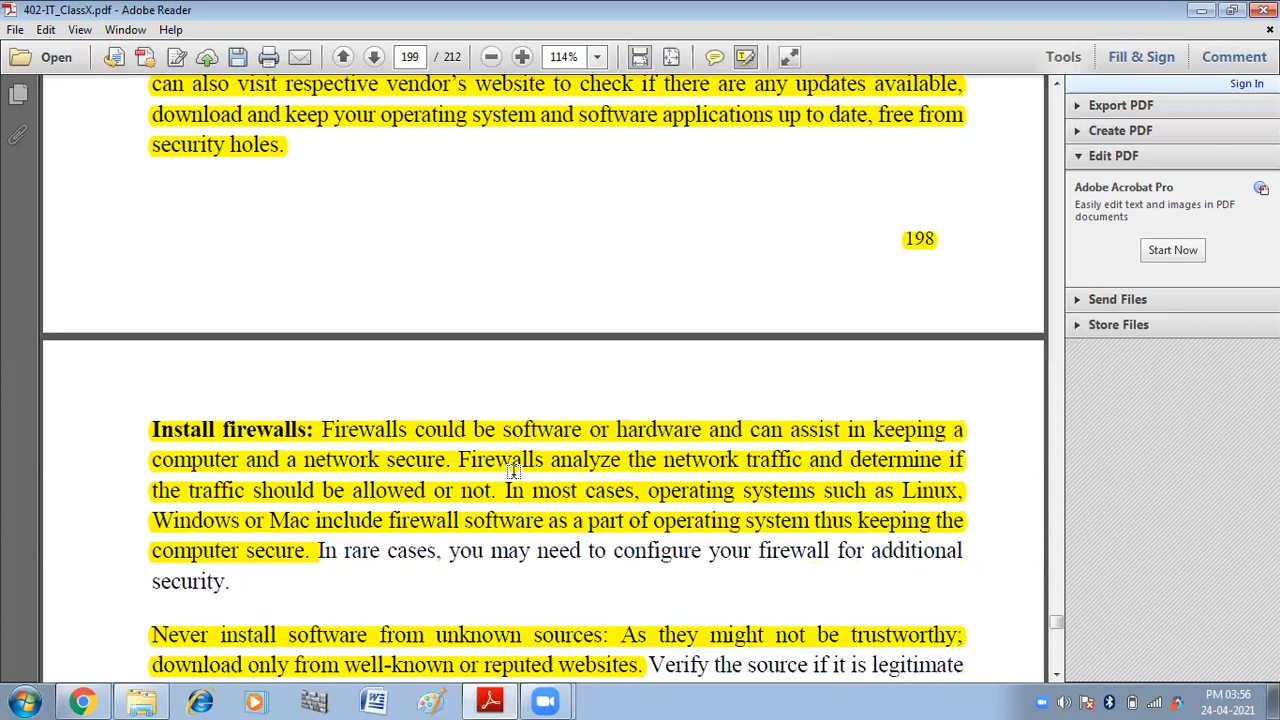 402-IT_ClassX.pdf - Adobe Reader
File Edit View Window Help
Open 199 / 212 114% Tools Fill & Sign Comment
Sign In
can also visit respective vendor's website to check if there are any updates available,
download and keep your operating system and software applications up to date, free from
security holes.
198
Install firewalls: Firewalls could be software or hardware and can assist in keeping a
computer and a network secure. Firewalls analyze the network traffic and determine if
the traffic should be allowed or not. In most cases, operating systems such as Linux,
Windows or Mac include firewall software as a part of operating system thus keeping the
computer secure. In rare cases, you may need to configure your firewall for additional
security.
Never install software from unknown sources: As they might not be trustworthy;
download only from well-known or reputed websites. Verify the source if it is legitimate
Export PDF
Create PDF
Edit PDF
Adobe Acrobat Pro
Easily edit text and images in PDF
documents
Start Now
Send Files
Store Files
PM 03:56
24-04-2021